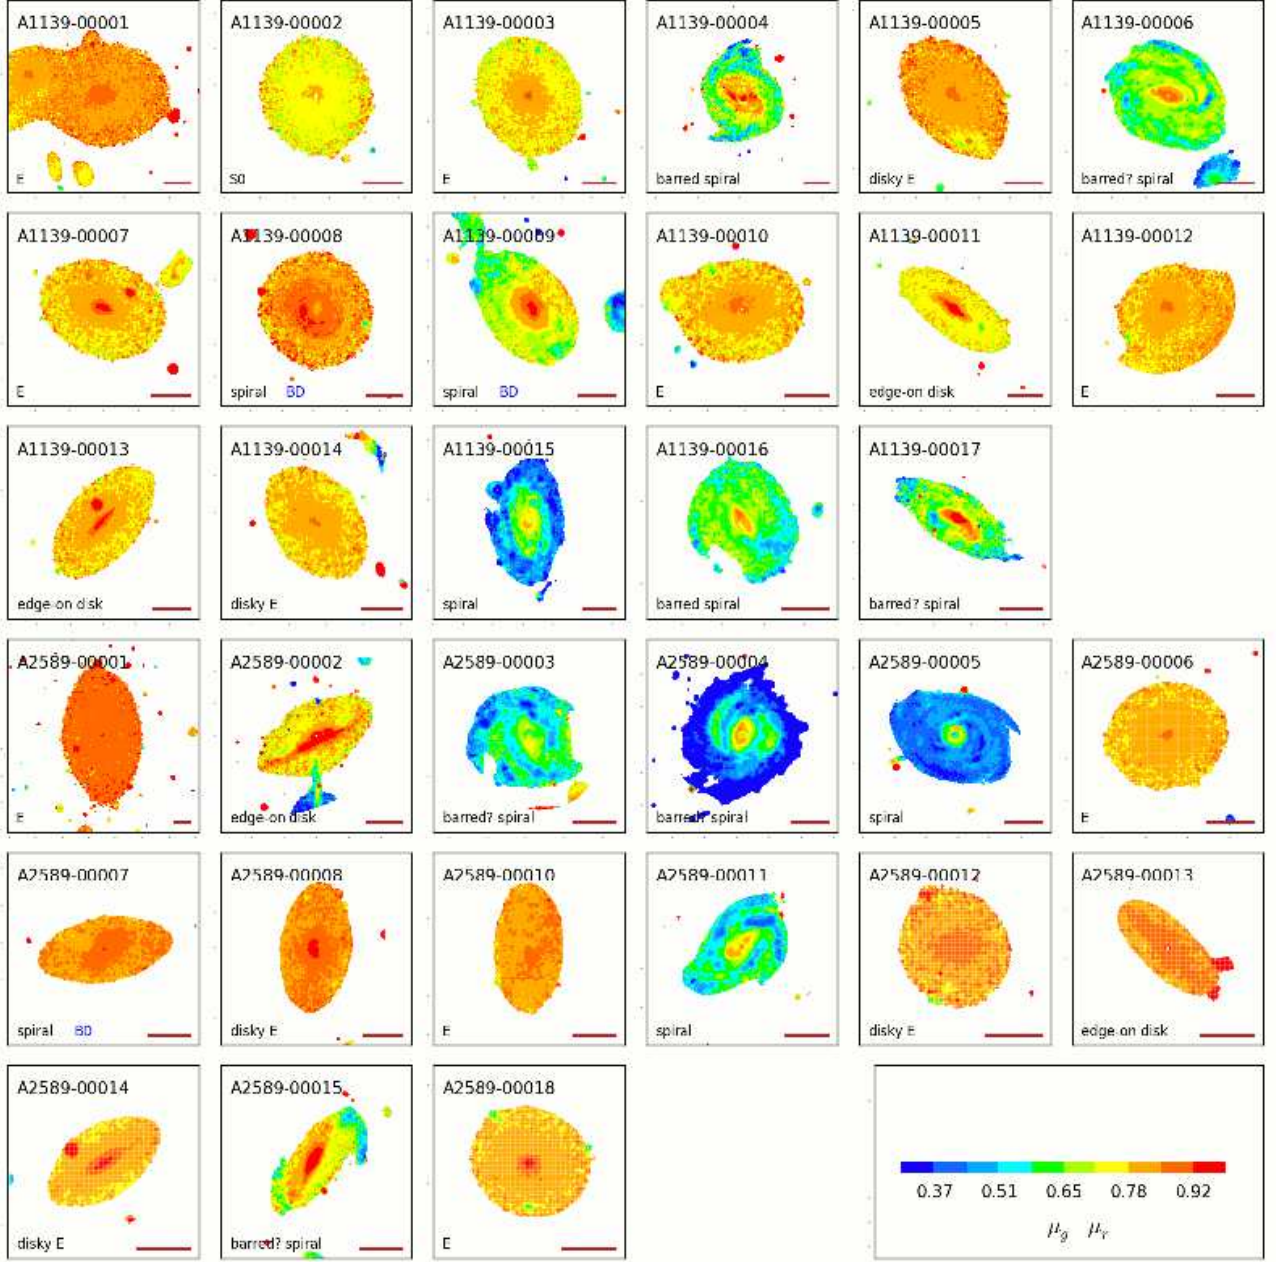 A1139-00001 A1139-00002 A1139-00003 A1139-00004 A1139-00005 A1139-00006
E S0 E barred spiral disky E barred? spiral
A1139-00007 A1139-00008 A1139-00009 A1139-00010 A1139-00011 A1139-00012
E spiral BD spiral BD E edge-on disk E
A1139-00013 A1139-00014 A1139-00015 A1139-00016 A1139-00017
edge-on disk disky E spiral barred spiral barred? spiral
A2589-00001 A2589-00002 A2589-00003 A2589-00004 A2589-00005 A2589-00006
E edge-on disk barred? spiral barred? spiral spiral E
A2589-00007 A2589-00008 A2589-00010 A2589-00011 A2589-00012 A2589-00013
spiral BD disky E E spiral disky E edge-on disk
A2589-00014 A2589-00015 A2589-00018
0.37 0.51 0.65 0.78 0.92
μg μr
disky E barred? spiral E